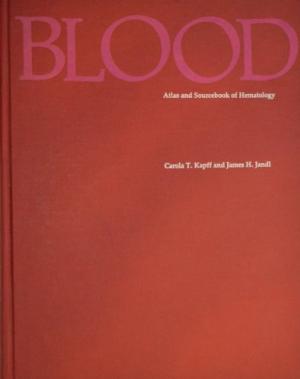 BLOOD
Atlas and Sourcebook of Hematology
Carola T. Kapff and James H. Jandl